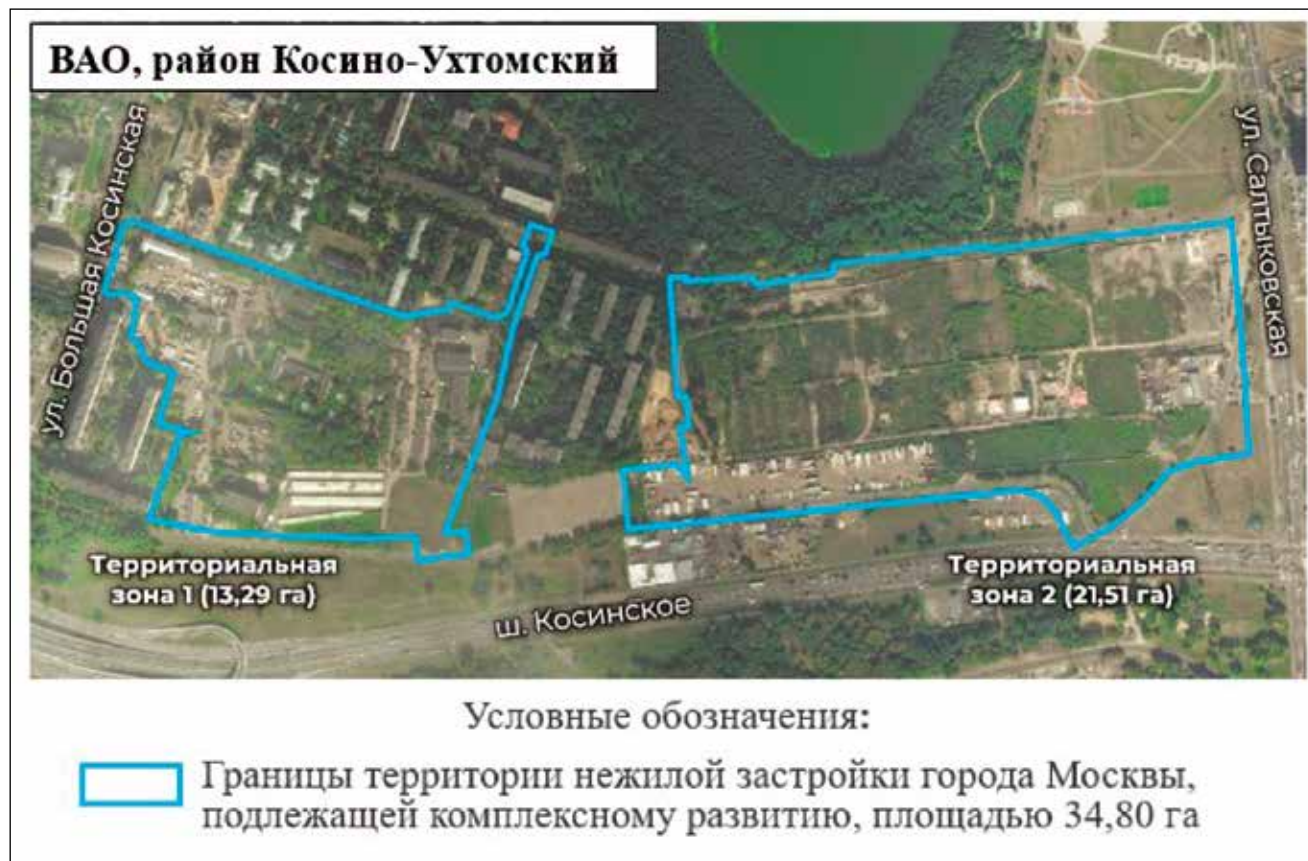 ВАО, район Косино-Ухтомский
ул. Большая Косинская
ул. Салтыковская
Территориальная
зона 1 (13,29 га)
Территориальная
зона 2 (21,51 га)
ш. Косинское
Условные обозначения:
Границы территории нежилой застройки города Москвы,
подлежащей комплексному развитию, площадью 34,80 га